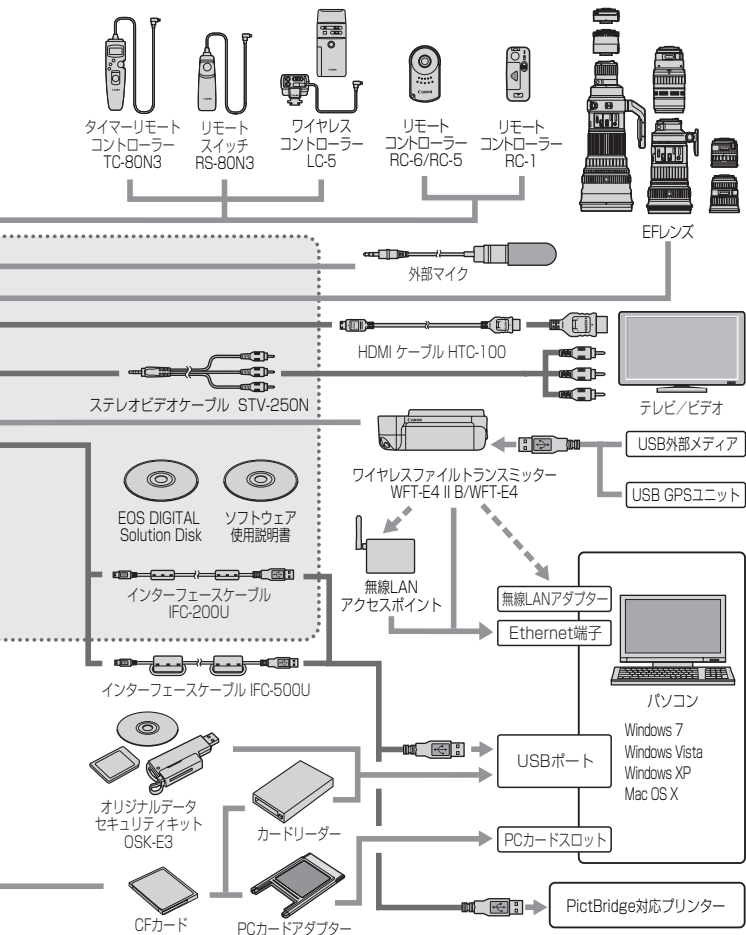 タイマーリモート
コントローラー
TC-80N3
リモート
スイッチ
RS-80N3
ワイヤレス
コントローラー
LC-5
リモート
コントローラー
RC-6/RC-5
リモート
コントローラー
RC-1
EFレンズ
外部マイク
HDMI ケーブル HTC-100
ステレオビデオケーブル STV-250N
テレビ／ビデオ
ワイヤレスファイルトランスミッター
WFT-E4 II B/WFT-E4
USB外部メディア
USB GPSユニット
EOS DIGITAL
Solution Disk
ソフトウェア
使用説明書
無線LAN
アクセスポイント
無線LANアダプター
Ethernet端子
インターフェースケーブル
IFC-200U
インターフェースケーブル IFC-500U
パソコン
Windows 7
Windows Vista
Windows XP
Mac OS X
USBポート
オリジナルデータ
セキュリティキット
OSK-E3
カードリーダー
PCカードスロット
CFカード
PCカードアダプター
PictBridge対応プリンター